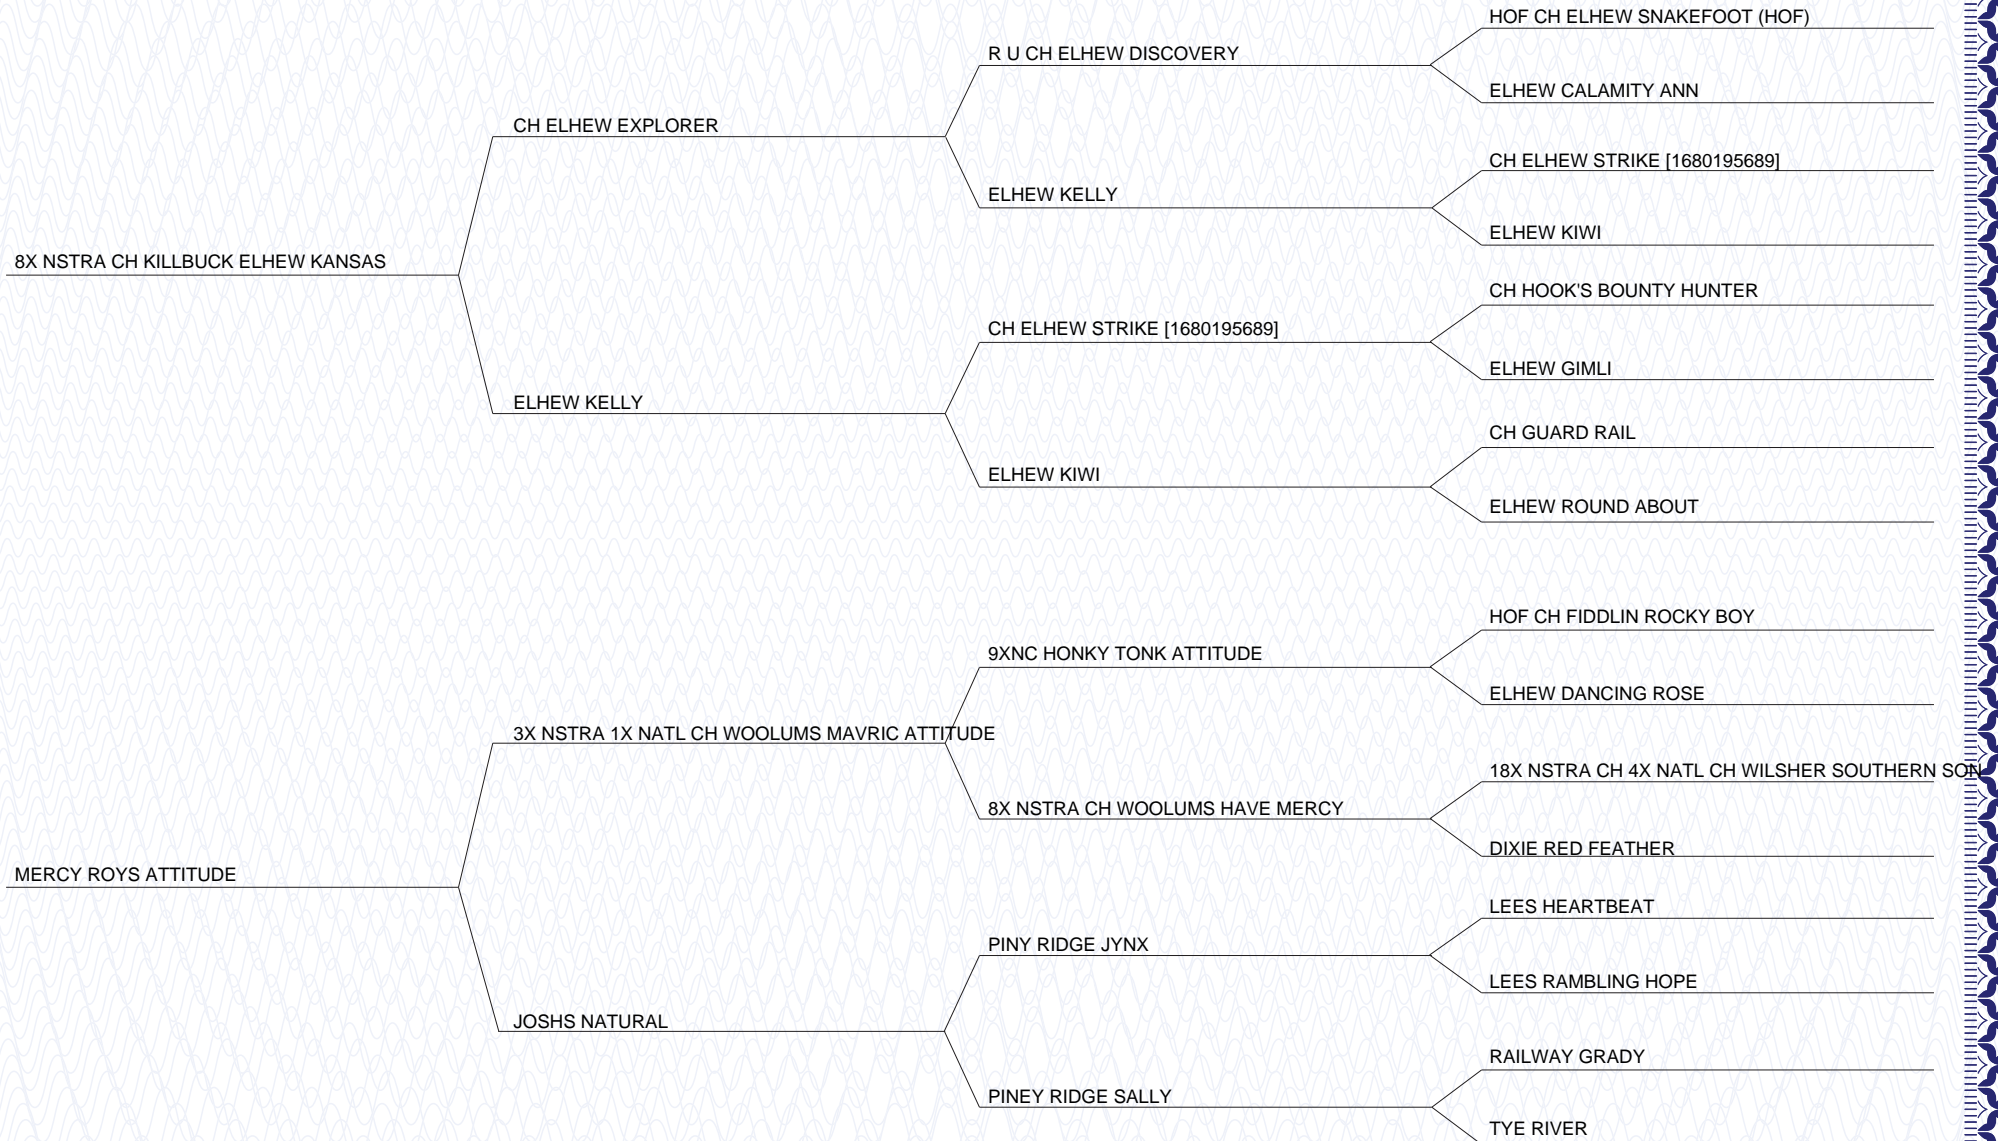 HOF CH ELHEW SNAKEFOOT (HOF)
R U CH ELHEW DISCOVERY
ELHEW CALAMITY ANN
CH ELHEW EXPLORER
CH ELHEW STRIKE [1680195689]
ELHEW KELLY
ELHEW KIWI
8X NSTRA CH KILLBUCK ELHEW KANSAS
CH HOOK'S BOUNTY HUNTER
CH ELHEW STRIKE [1680195689]
ELHEW GIMLI
ELHEW KELLY
CH GUARD RAIL
ELHEW KIWI
ELHEW ROUND ABOUT
HOF CH FIDDLIN ROCKY BOY
9XNC HONKY TONK ATTITUDE
ELHEW DANCING ROSE
3X NSTRA 1X NATL CH WOOLUMS MAVRIC ATTITUDE
18X NSTRA CH 4X NATL CH WILSHER SOUTHERN SON
8X NSTRA CH WOOLUMS HAVE MERCY
DIXIE RED FEATHER
MERCY ROYS ATTITUDE
LEES HEARTBEAT
PINY RIDGE JYNX
LEES RAMBLING HOPE
JOSHS NATURAL
RAILWAY GRADY
PINEY RIDGE SALLY
TYE RIVER